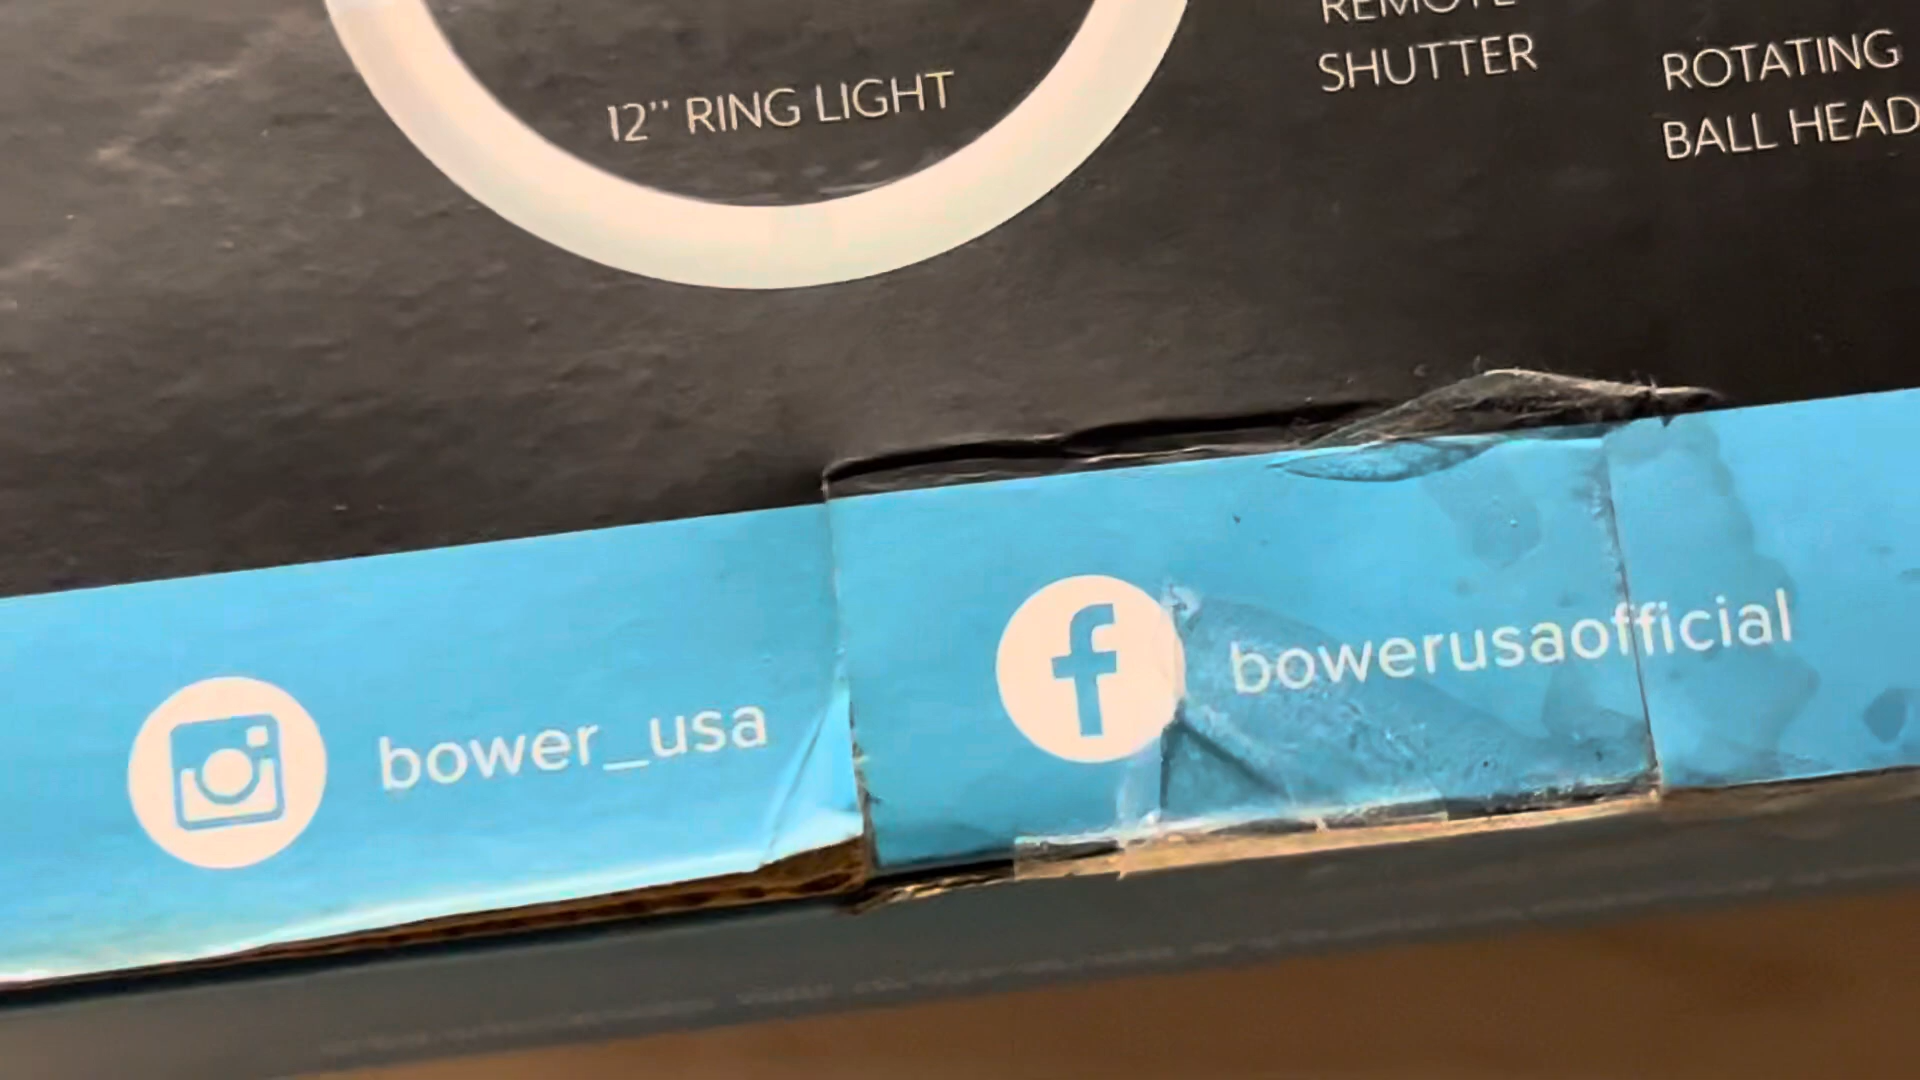 12" RING LIGHT
REMOTE
SHUTTER
ROTATING
BALL HEAD
bower_usa
bowerusaofficial